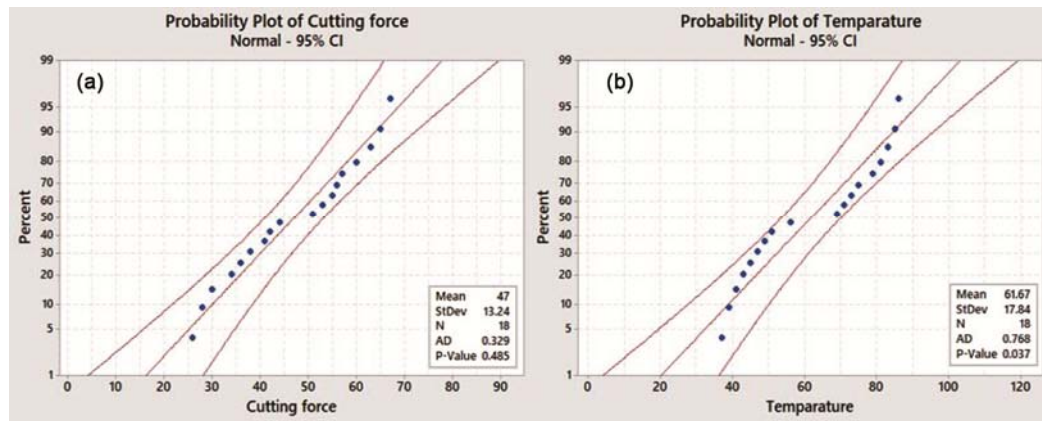 Probability Plot of Cutting force
Normal - 95% CI
(a)
99
95
90
80
70
60
50
40
30
20
10
5
1
Percent
0 10 20 30 40 50 60 70 80 90
Cutting force
Mean 47
StDev 13.24
N 18
AD 0.329
P-Value 0.485
Probability Plot of Temparature
Normal - 95% CI
(b)
99
95
90
80
70
60
50
40
30
20
10
5
1
Percent
0 20 40 60 80 100 120
Temparature
Mean 61.67
StDev 17.84
N 18
AD 0.768
P-Value 0.037